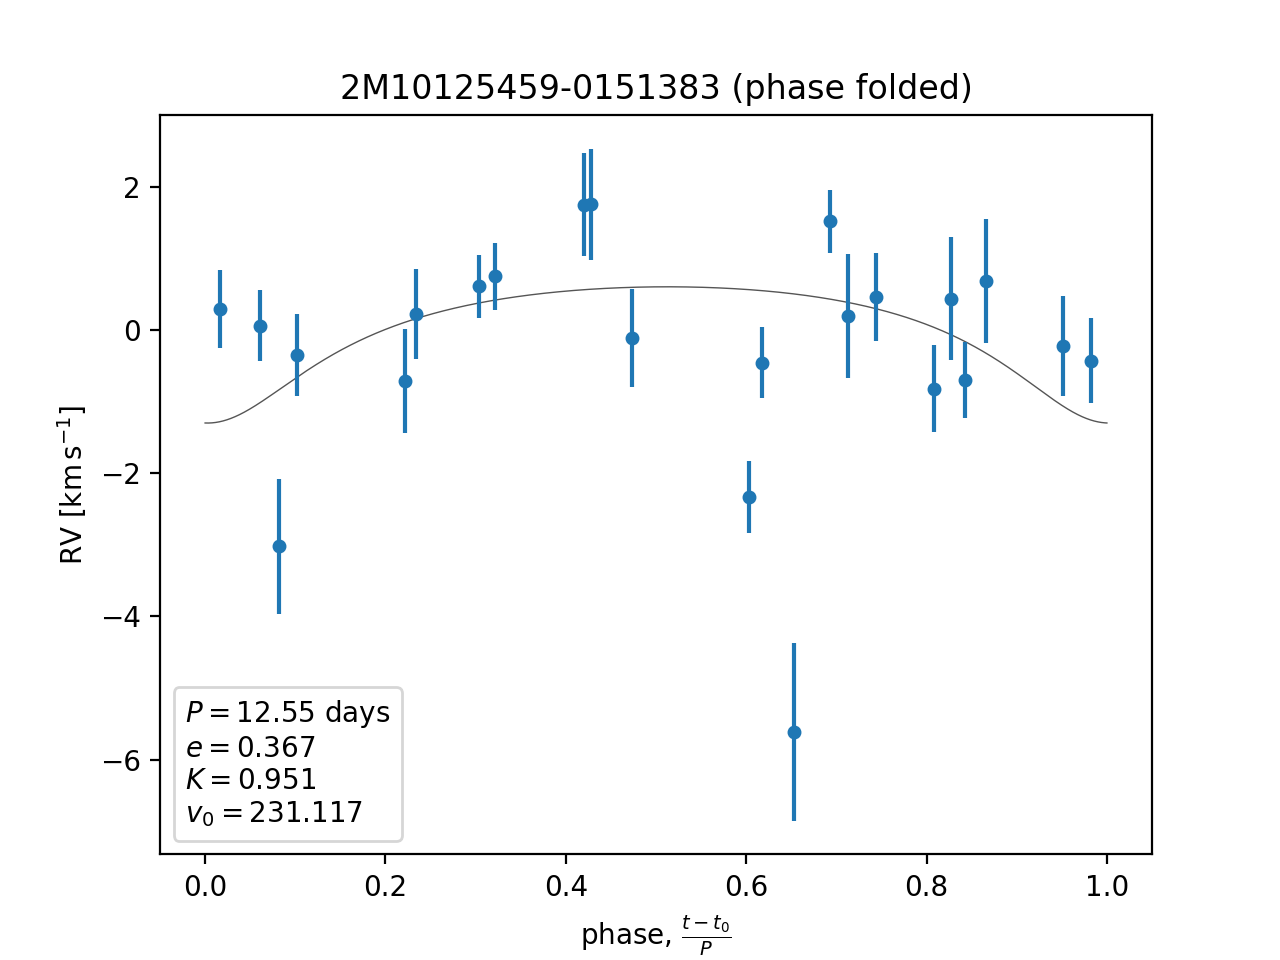 2M10125459-0151383 (phase folded)
2
0
−2
−4
−6
RV [km s⁻¹]
P = 12.55 days
e = 0.367
K = 0.951
v₀ = 231.117
0.0 0.2 0.4 0.6 0.8 1.0
phase, (t − t₀)/P